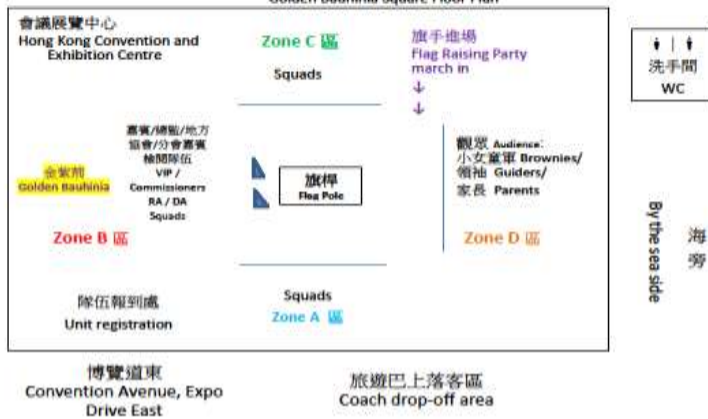 Golden Bauhinia Square Floor Plan
會議展覽中心
Hong Kong Convention and
Exhibition Centre
Zone C 區
Squads
旗手進場
Flag Raising Party
march in
洗手間
WC
嘉賓/總監/地方
協會/分會嘉賓
檢閱隊伍
VIP /
Commissioners
RA / DA
Squads
金紫荊
Golden Bauhinia
Zone B 區
旗桿
Flag Pole
觀眾 Audience:
小女童軍 Brownies/
領袖 Guiders/
家長 Parents
Zone D 區
海旁
By the sea side
隊伍報到處
Unit registration
Squads
Zone A 區
博覽道東
Convention Avenue, Expo
Drive East
旅遊巴上落客區
Coach drop-off area